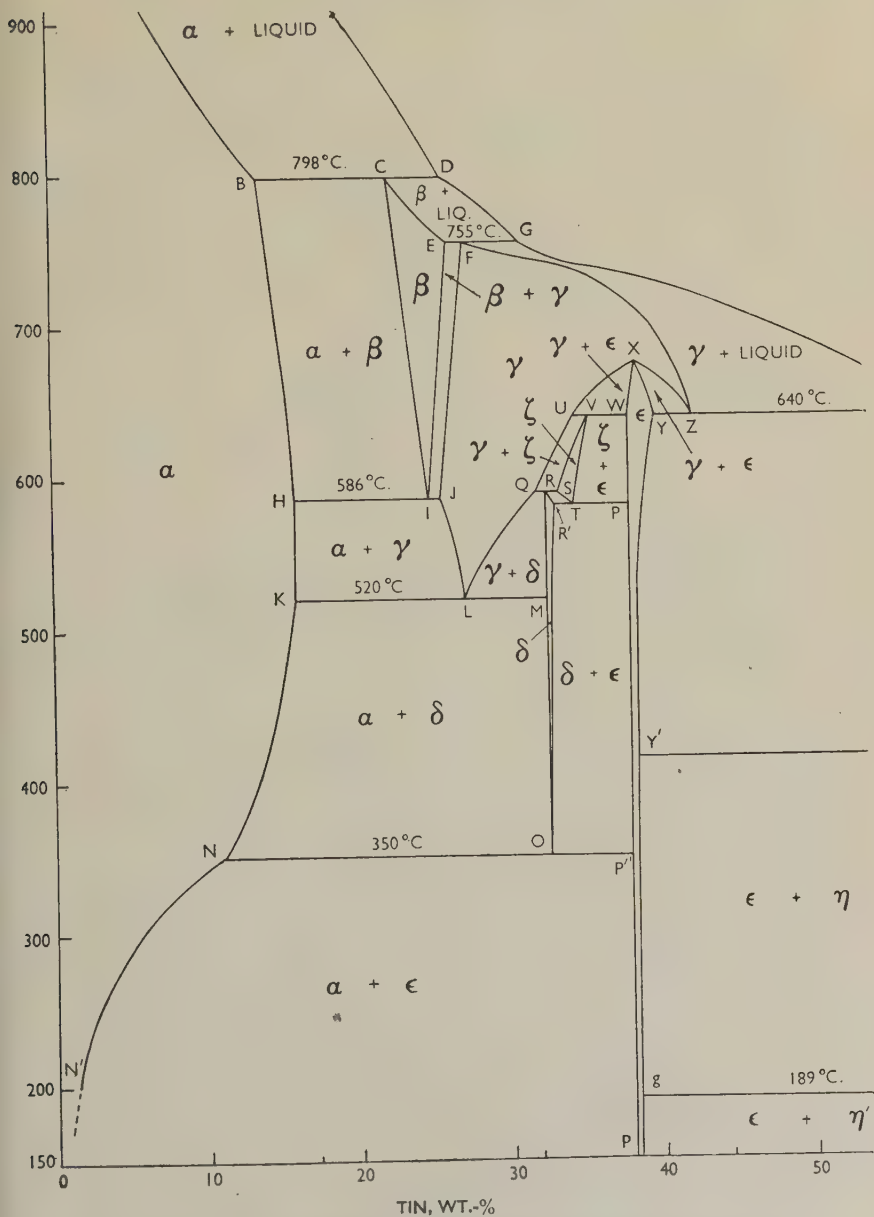 900
α + LIQUID
798 °C.
C
D
B
800
β +
LIQ.
755 °C.
G
E
F
β
β + γ
700
α + β
γ
γ + ϵ
X
γ + LIQUID
U
V
W
640 °C.
ζ
ϵ
Y
Z
γ + ζ
ζ
+
ϵ
γ + ϵ
α
600
586 °C.
Q
R
S
H
I
J
T
P
R'
α + γ
γ + δ
520 °C
K
L
M
500
δ
δ + ϵ
α + δ
Y'
400
350 °C
N
O
P'
ϵ + η
300
α + ϵ
N'
200
g
189 °C.
P
ϵ + η'
150
0
10
20
30
40
50
TIN, WT.-%